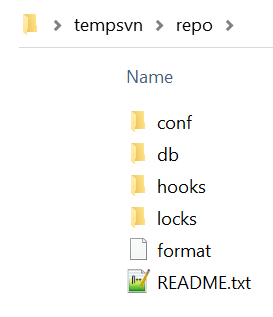 tempsvn > repo >
Name
conf
db
hooks
locks
format
README.txt